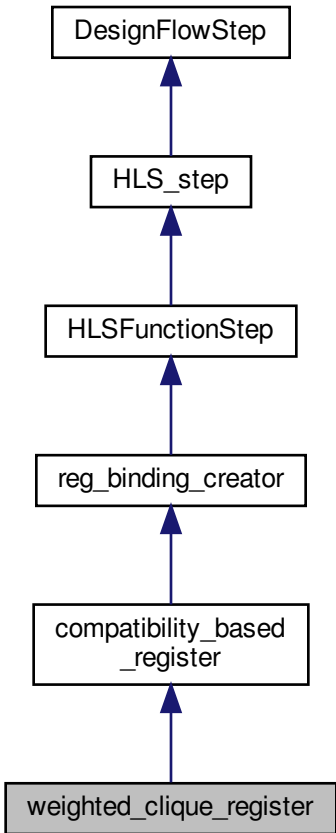 DesignFlowStep
HLS_step
HLSFunctionStep
reg_binding_creator
compatibility_based
_register
weighted_clique_register